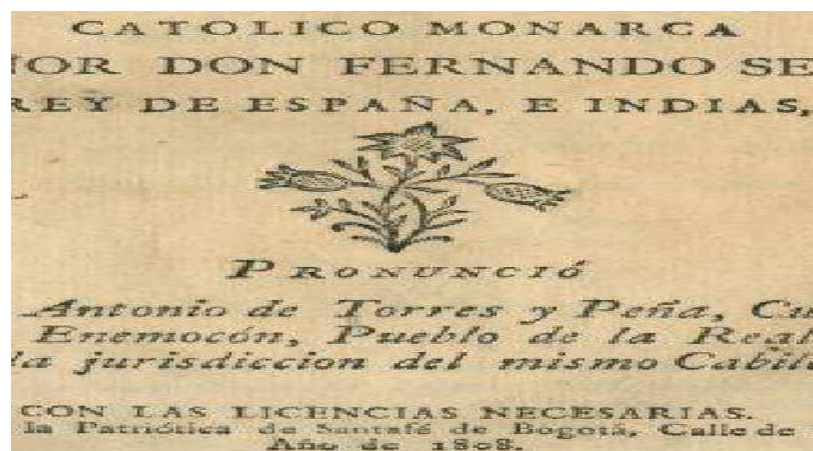 CATOLICO MONARCA
ÑOR DON FERNANDO SE
REY DE ESPAÑA, E INDIAS,
PRONUNCIÓ
Antonio de Torres y Peña, Cu
Enemocón, Pueblo de la Real
la jurisdiccion del mismo Cabil
CON LAS LICENCIAS NECESARIAS.
la Patriótica de Santafé de Bogotá, Calle de
Año de 1808.